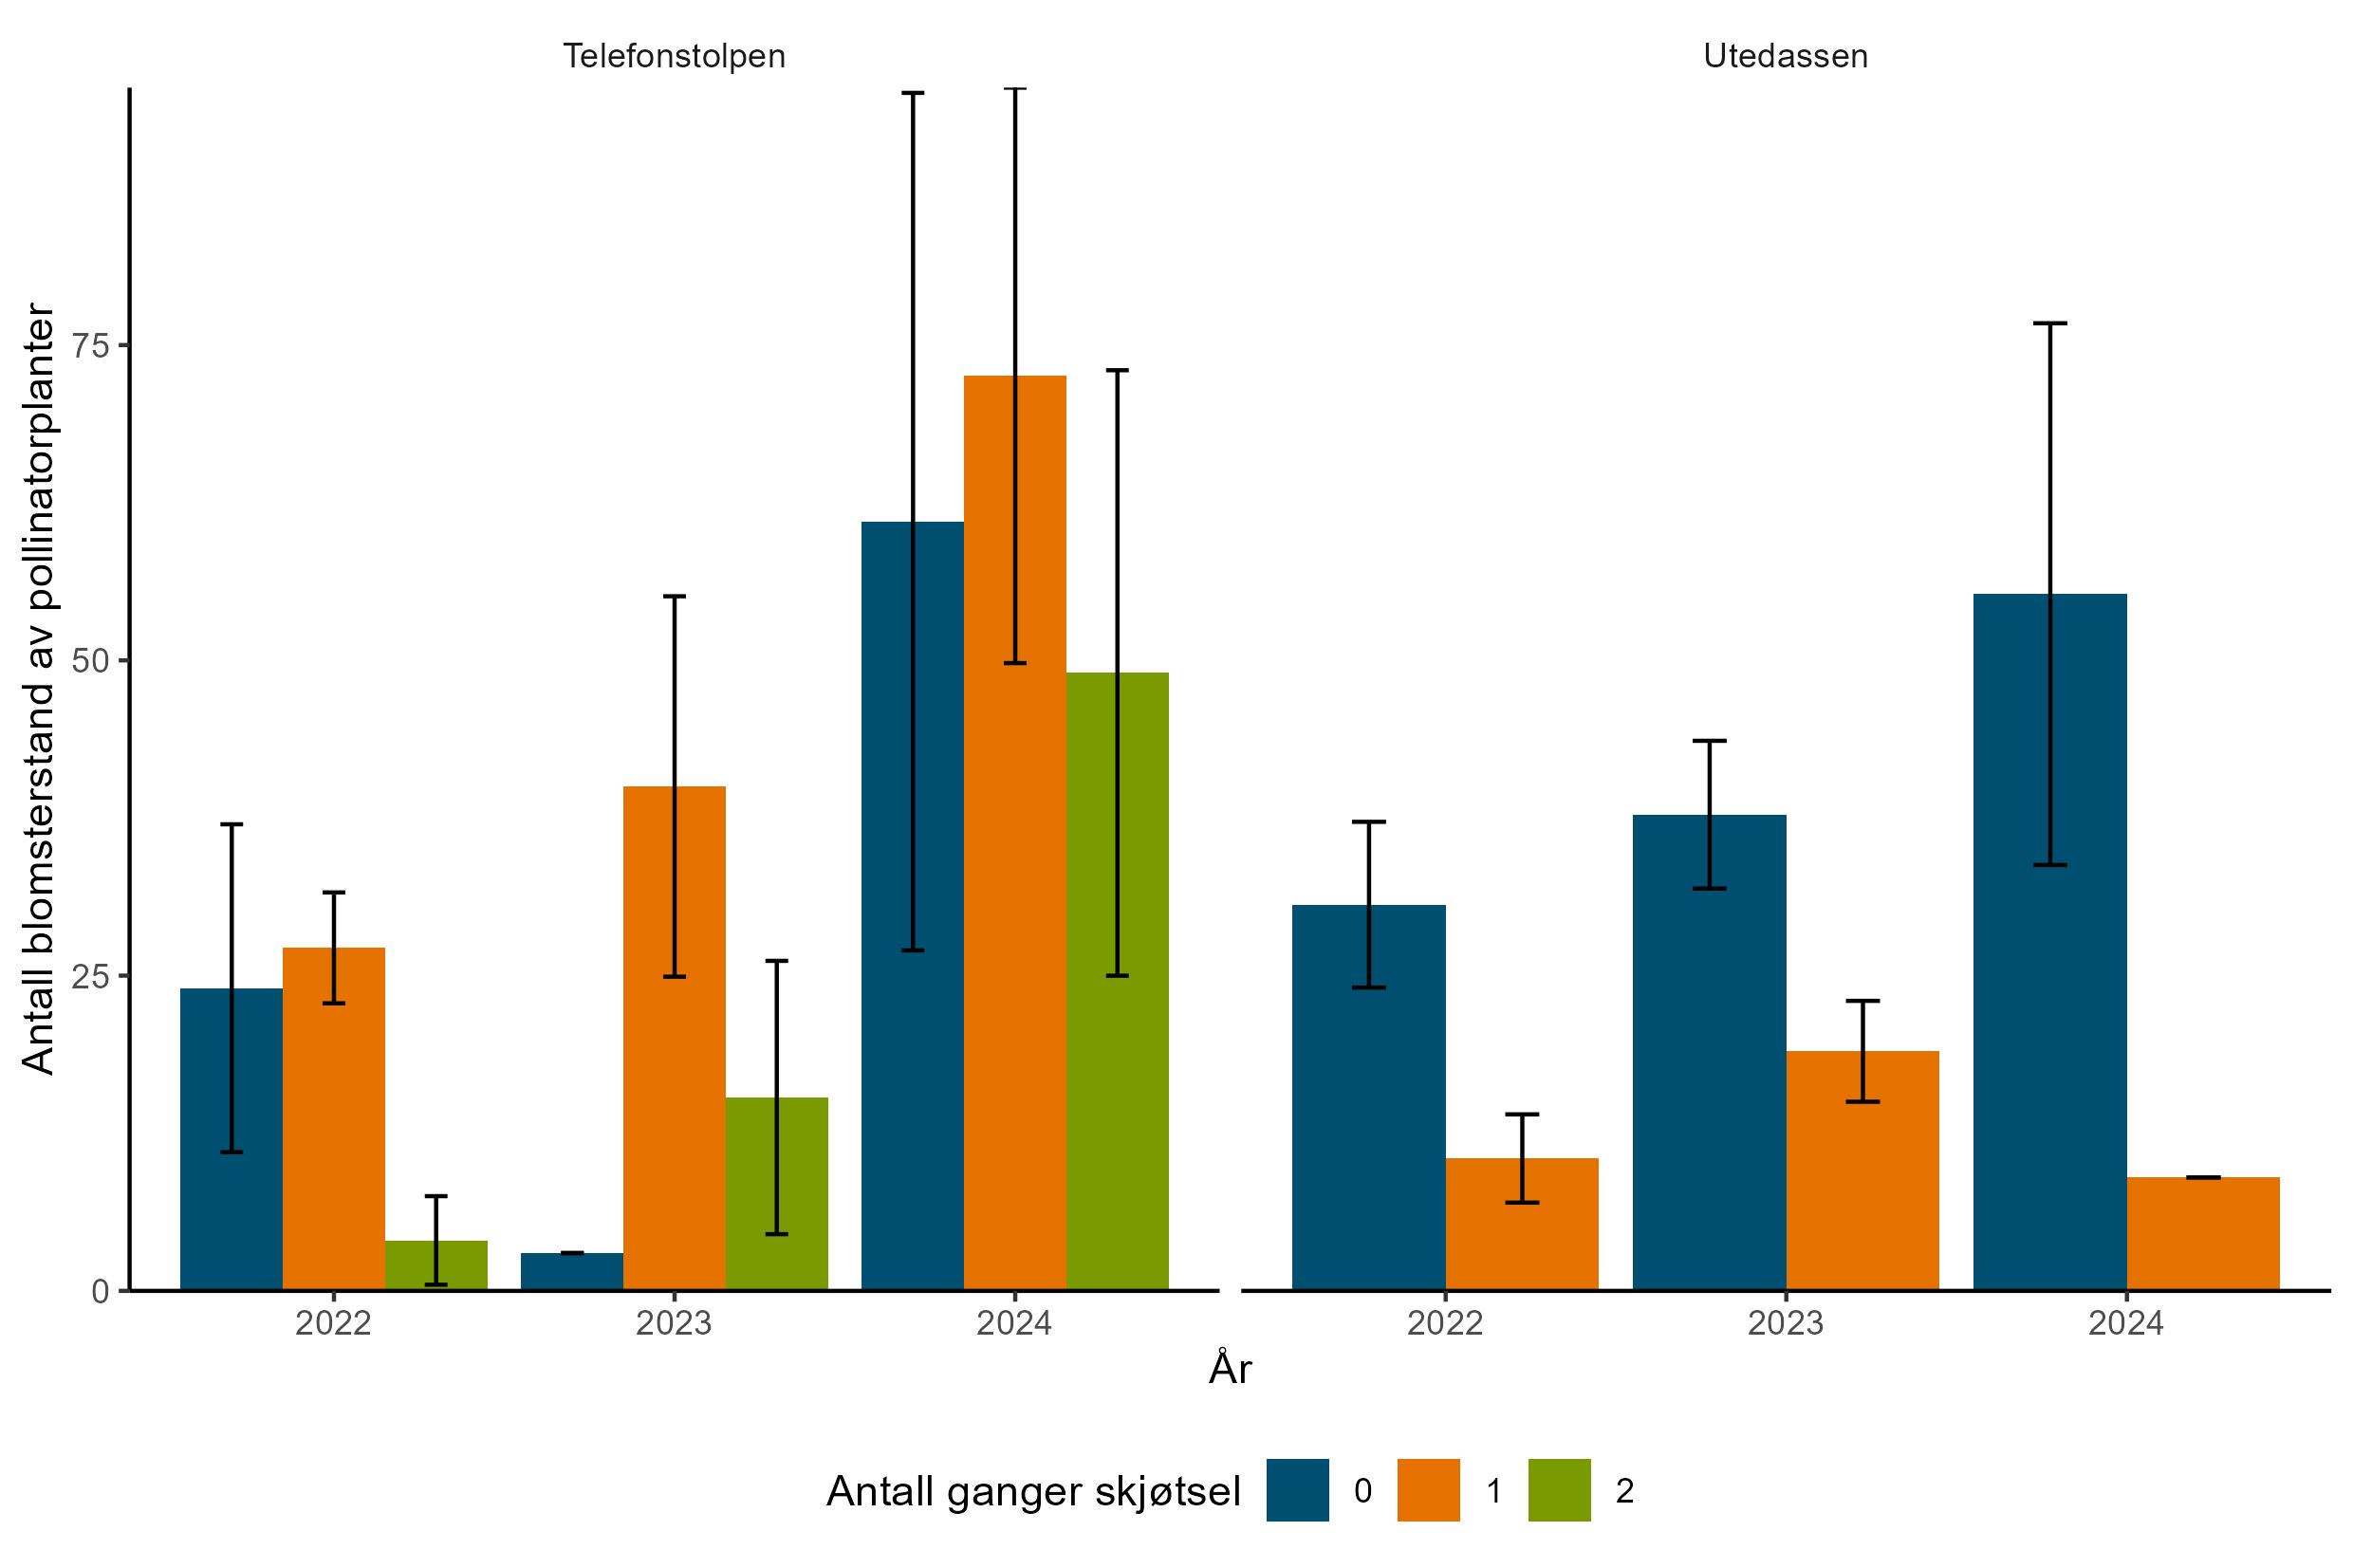 Telefonstolpen
Utedassen
Antall blomsterstand av pollinatorplanter
75
50
25
0
2022
2023
2024
2022
2023
2024
År
Antall ganger skjøtsel 0 1 2